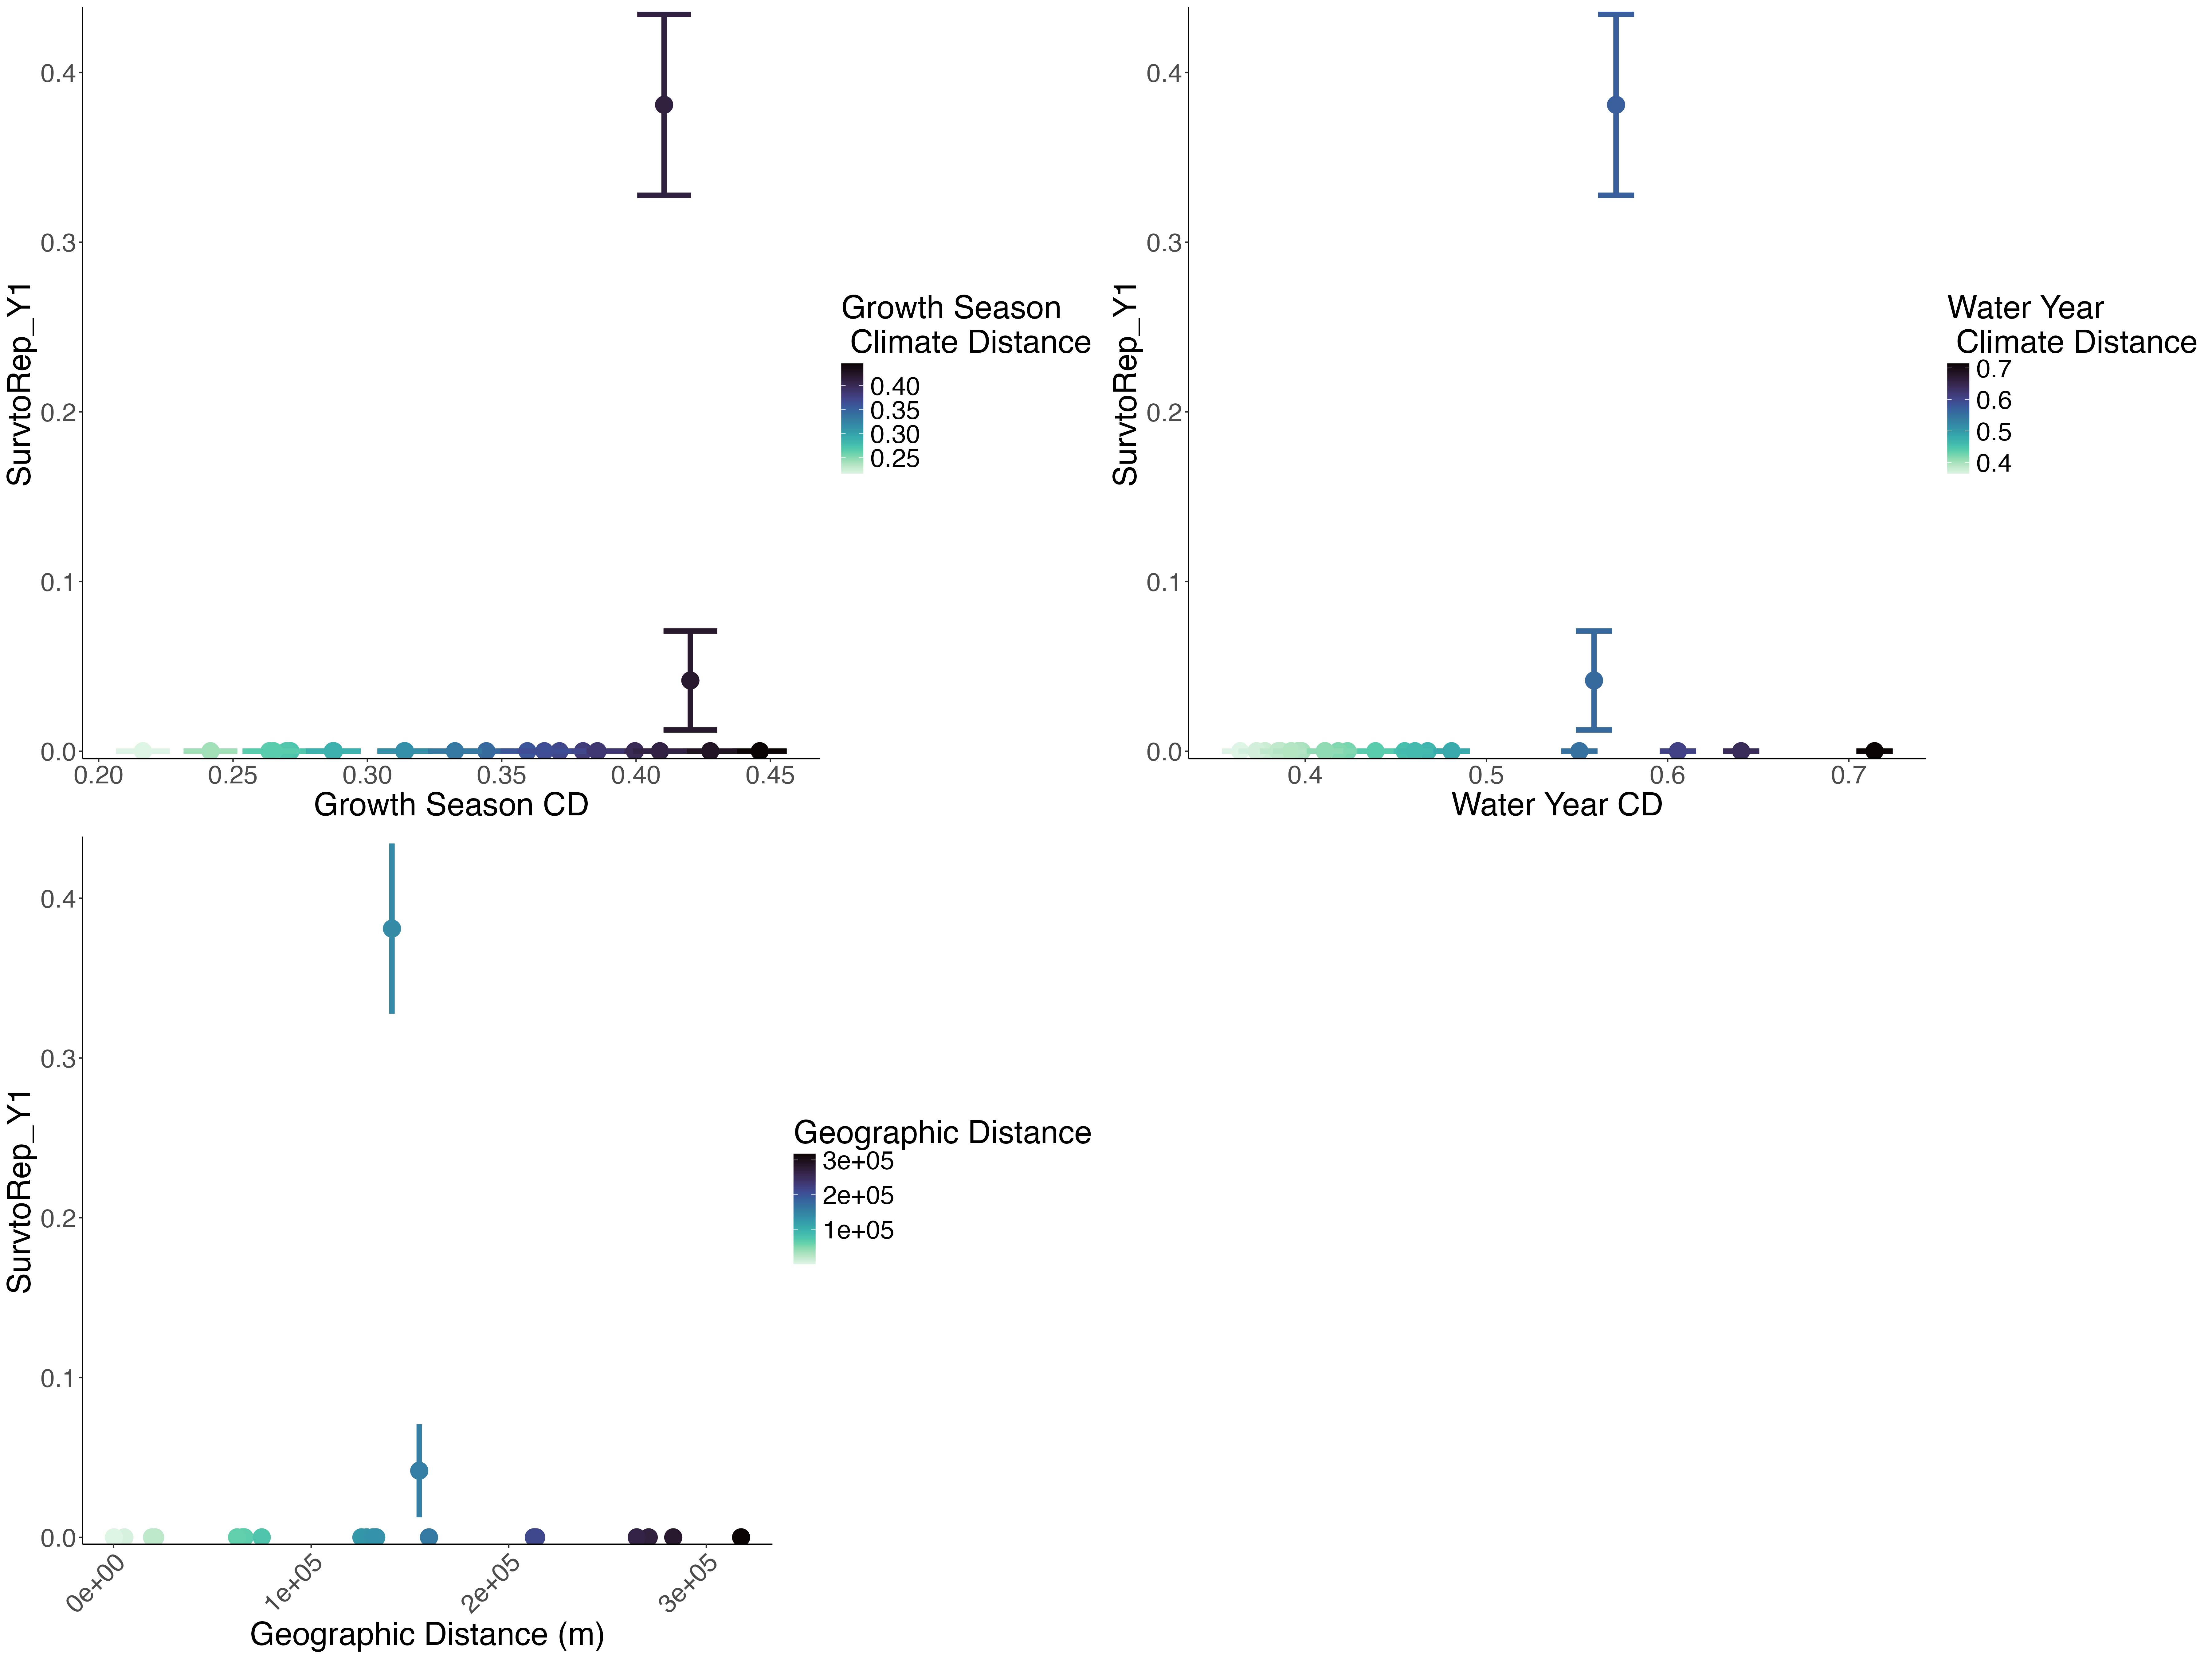 0.4
0.3
0.2
0.1
0.0
SurvtoRep_Y1
0.20 0.25 0.30 0.35 0.40 0.45
Growth Season CD
Growth Season
Climate Distance
0.40
0.35
0.30
0.25
0.4
0.3
0.2
0.1
0.0
SurvtoRep_Y1
0.4 0.5 0.6 0.7
Water Year CD
Water Year
Climate Distance
0.7
0.6
0.5
0.4
0.4
0.3
0.2
0.1
0.0
SurvtoRep_Y1
0e+00 1e+05 2e+05 3e+05
Geographic Distance (m)
Geographic Distance
3e+05
2e+05
1e+05